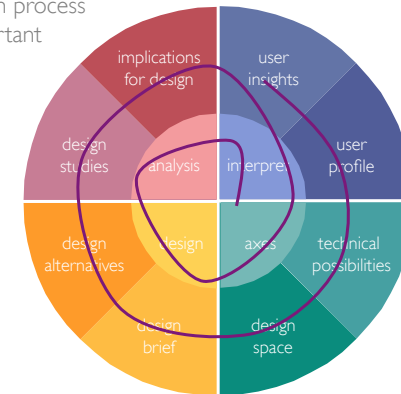 process
implications
for design
user
insights
design
studies
analysis
interpret
user
profile
design
alternatives
design
axes
technical
possibilities
design
brief
design
space